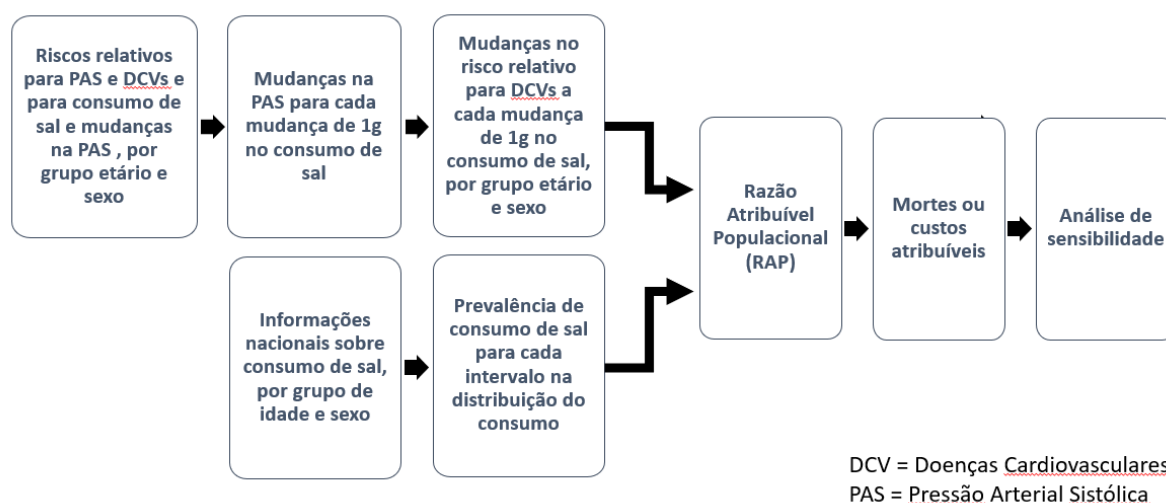 Riscos relativos
para PAS e DCVs e
para consumo de
sal e mudanças
na PAS , por
grupo etário e
sexo
Mudanças na
PAS para cada
mudança de 1g
no consumo de
sal
Mudanças no
risco relativo
para DCVs a
cada mudança
de 1g no
consumo de sal,
por grupo etário
e sexo
Informações
nacionais sobre
consumo de sal,
por grupo de
idade e sexo
Prevalência de
consumo de sal
para cada
intervalo na
distribuição do
consumo
Razão
Atribuível
Populacional
(RAP)
Mortes ou
custos
atribuíveis
Análise de
sensibilidade
DCV = Doenças Cardiovasculares
PAS = Pressão Arterial Sistólica